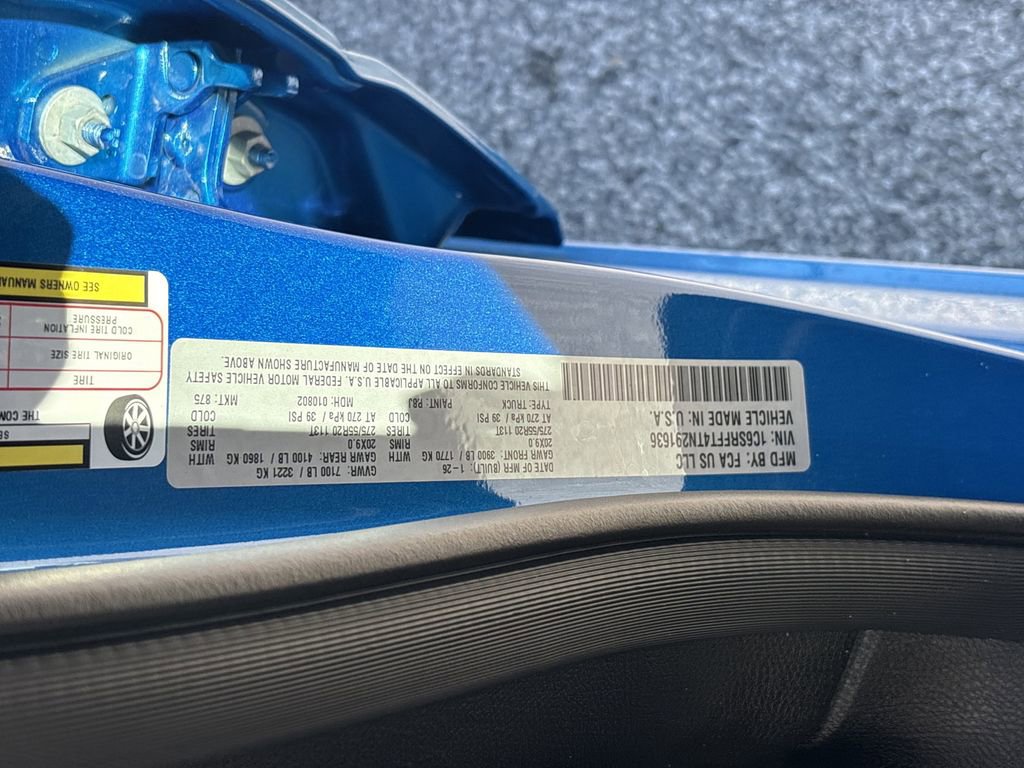 MFD BY: FCA US LLC
VIN: 1C6SRFFT4TN291636
VEHICLE MADE IN: U.S.A
DATE OF MFR (BUILT): 1-26 GVWR: 7100 LB / 3221 KG
GAWR FRONT: 3900 LB / 1770 KG WITH GAWR REAR: 4100 LB / 1860 KG WITH
20X9.0 RIMS 20X9.0 RIMS
275/55R20 113T TIRES 275/55R20 113T TIRES
AT 270 kPa / 39 PSI COLD AT 270 kPa / 39 PSI COLD
TYPE: TRUCK PAINT: PBJ MDH: 010802 MKT: 875
THIS VEHICLE CONFORMS TO ALL APPLICABLE U.S.A. FEDERAL MOTOR VEHICLE SAFETY
STANDARDS IN EFFECT ON THE DATE OF MANUFACTURE SHOWN ABOVE.
THE
TIRE
ORIGINAL TIRE SIZE
COLD TIRE INFLATION
PRESSURE
SEE OWNERS MANUAL